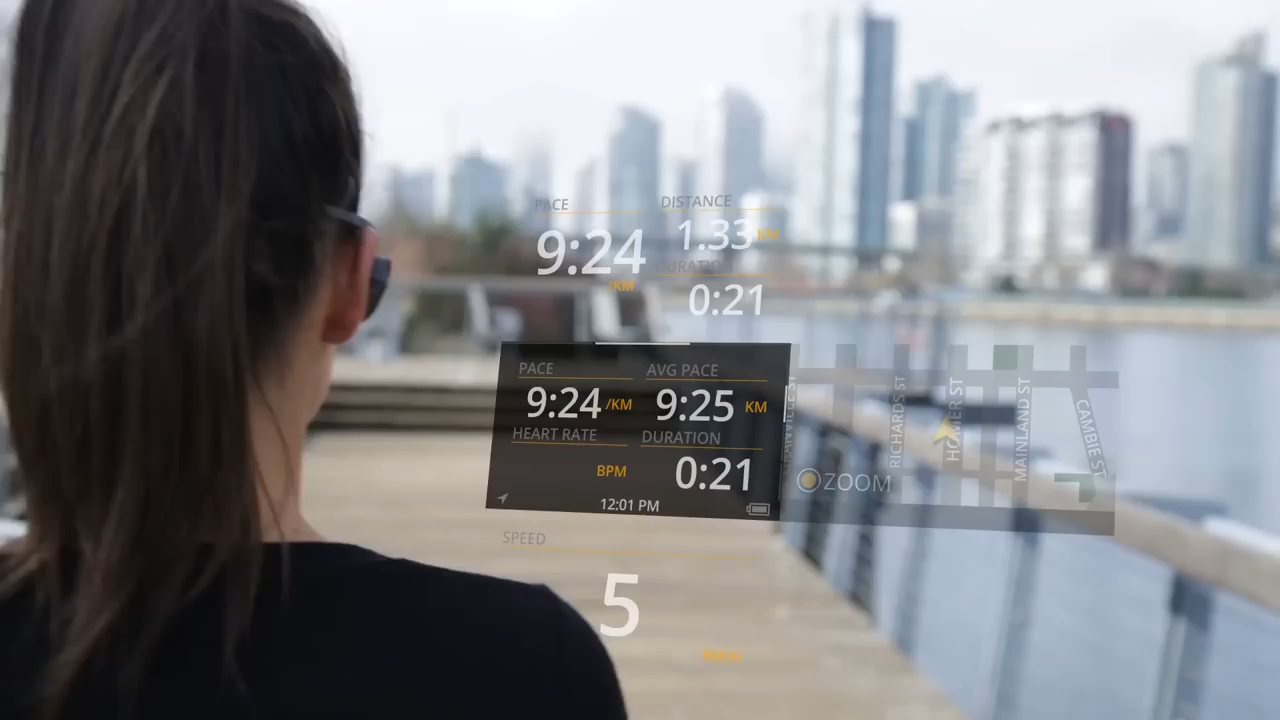 PACE
DISTANCE
9:24
1.33 KM
DURATION
/KM
0:21
PACE
AVG PACE
9:24 /KM
9:25 KM
HEART RATE
DURATION
BPM
0:21
12:01 PM
RICHARDS ST
HOMER ST
MAINLAND ST
CAMBIE ST
ZOOM
SPEED
5